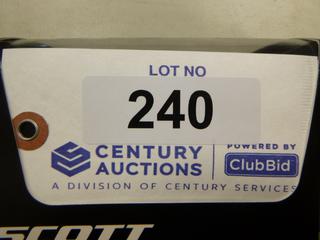 LOT NO
240
CENTURY AUCTIONS
POWERED BY
ClubBid
A DIVISION OF CENTURY SERVICES
SCOTT